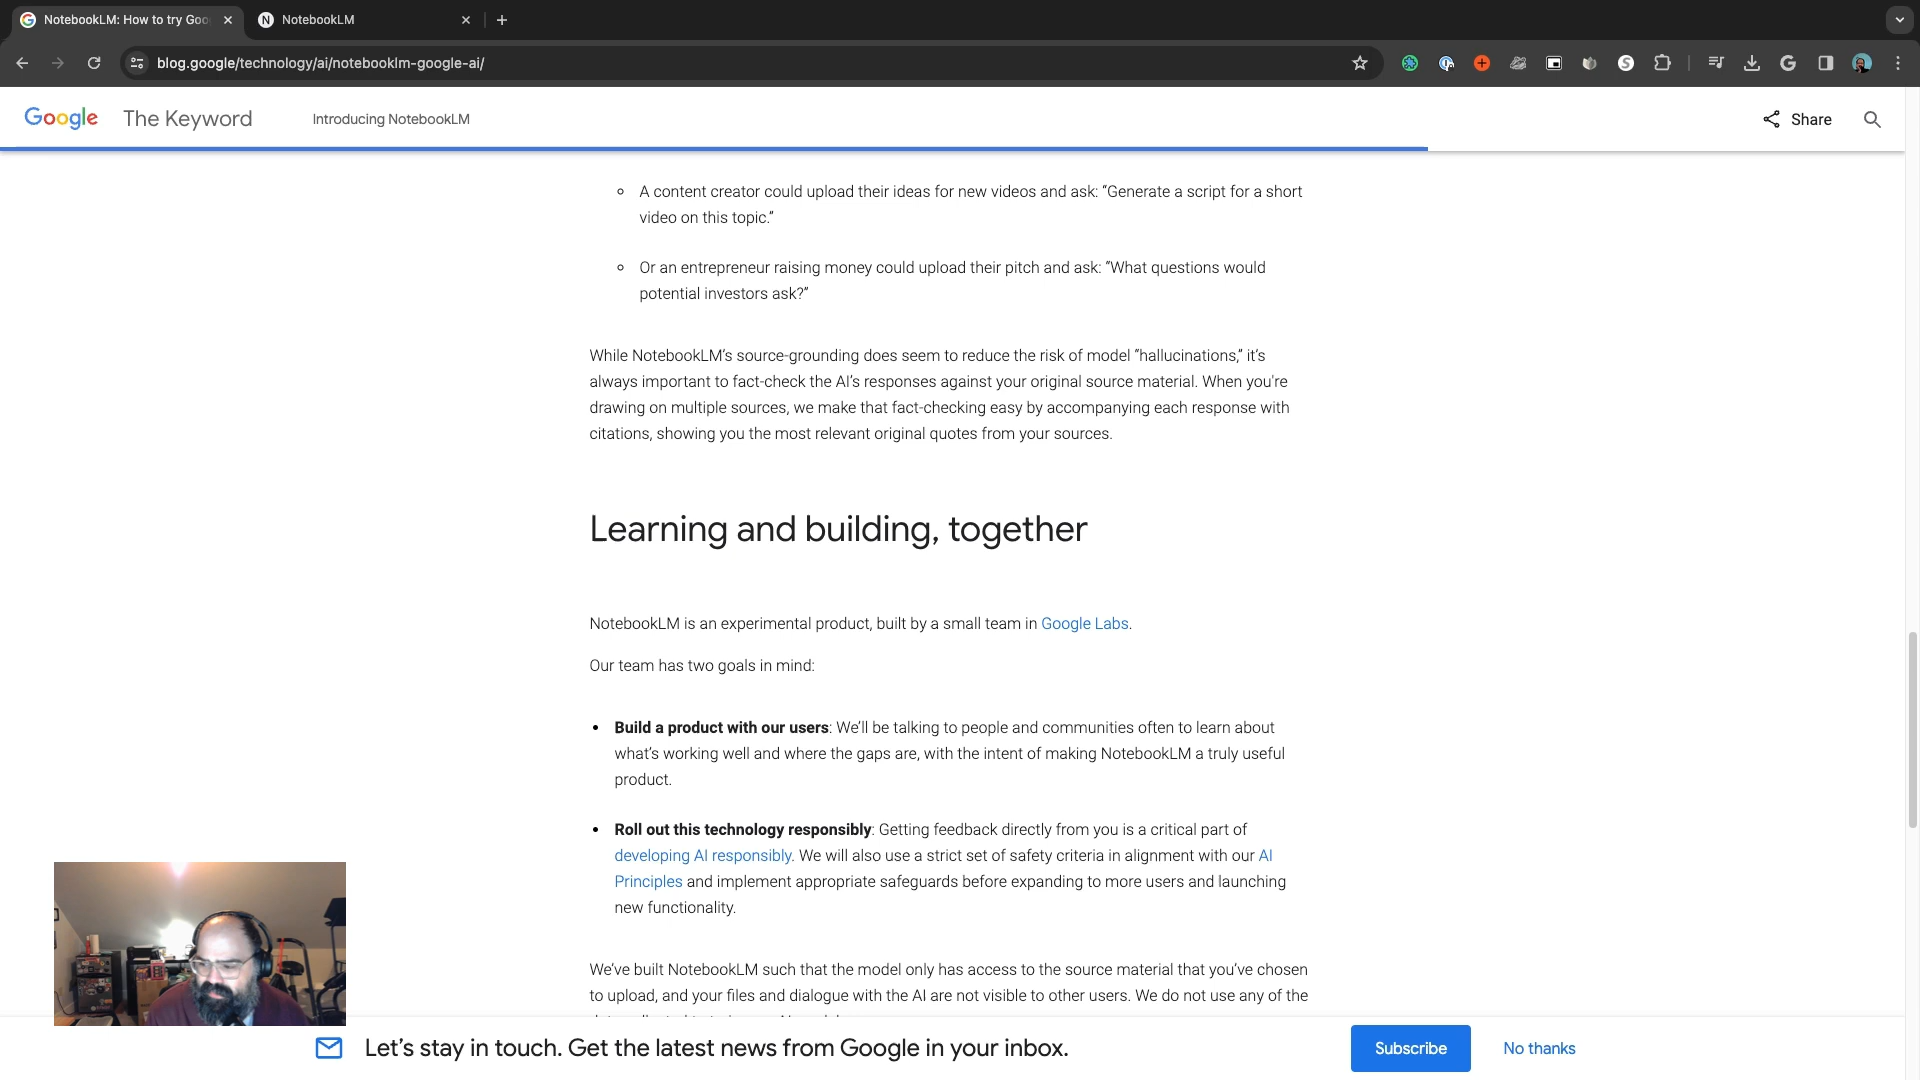 NotebookLM: How to try Goo
NotebookLM
blog.google/technology/ai/notebooklm-google-ai/
Google The Keyword Introducing NotebookLM Share
A content creator could upload their ideas for new videos and ask: “Generate a script for a short
video on this topic.”
Or an entrepreneur raising money could upload their pitch and ask: “What questions would
potential investors ask?”
While NotebookLM’s source-grounding does seem to reduce the risk of model “hallucinations,” it’s
always important to fact-check the AI’s responses against your original source material. When you're
drawing on multiple sources, we make that fact-checking easy by accompanying each response with
citations, showing you the most relevant original quotes from your sources.
Learning and building, together
NotebookLM is an experimental product, built by a small team in Google Labs.
Our team has two goals in mind:
Build a product with our users: We’ll be talking to people and communities often to learn about
what’s working well and where the gaps are, with the intent of making NotebookLM a truly useful
product.
Roll out this technology responsibly: Getting feedback directly from you is a critical part of
developing AI responsibly. We will also use a strict set of safety criteria in alignment with our AI
Principles and implement appropriate safeguards before expanding to more users and launching
new functionality.
We’ve built NotebookLM such that the model only has access to the source material that you’ve chosen
to upload, and your files and dialogue with the AI are not visible to other users. We do not use any of the
Let’s stay in touch. Get the latest news from Google in your inbox.
Subscribe
No thanks